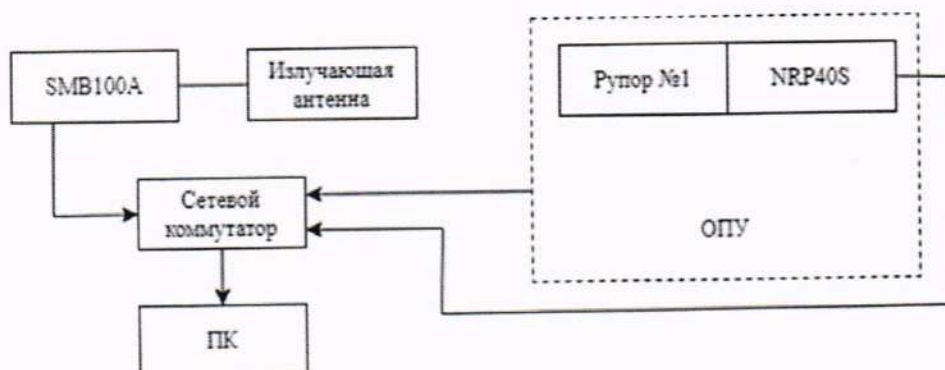 SMB100A
Излучающая
антенна
Рупор №1
NRP40S
Сетевой
коммутатор
ОПУ
ПК